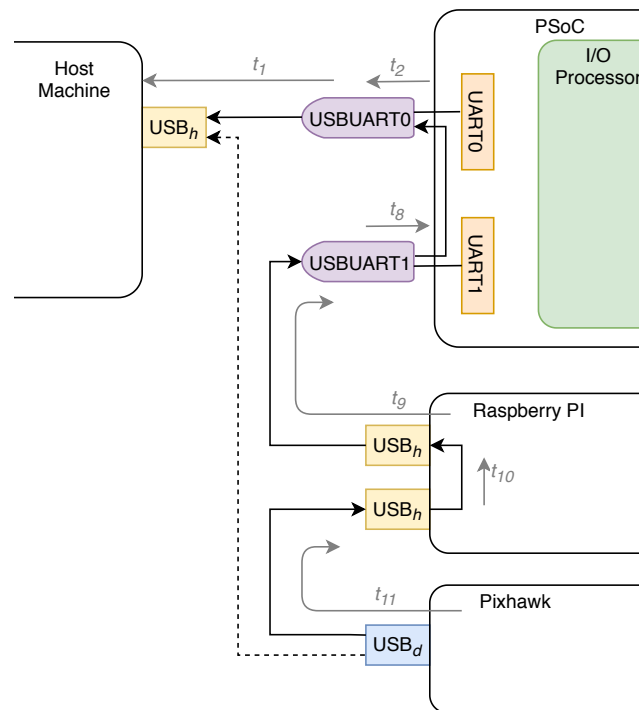 PSoC
I/O
Processor
Host
Machine
t1
t2
USBh
USBUART0
UART0
t8
USBUART1
UART1
t9
Raspberry PI
USBh
t10
USBh
t11
Pixhawk
USBd